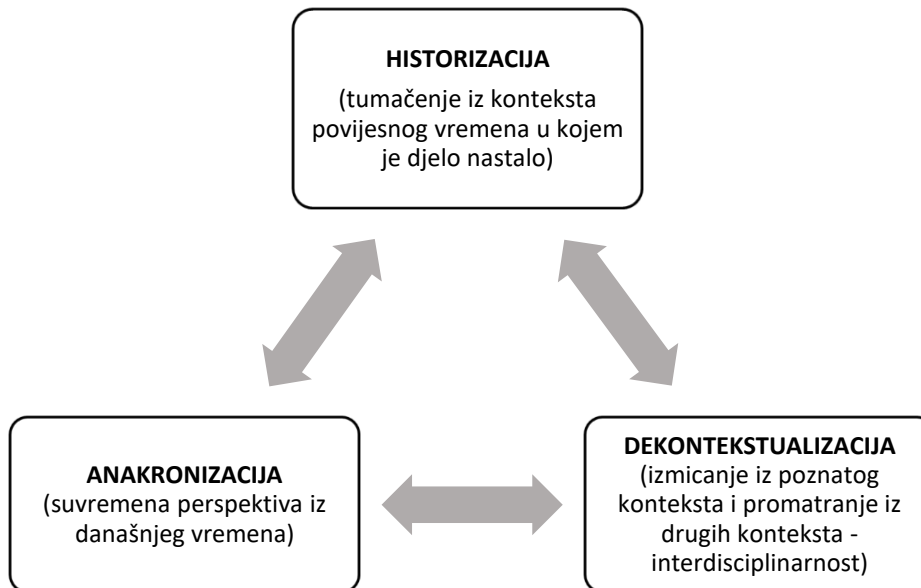 HISTORIZACIJA
(tumačenje iz konteksta
povijesnog vremena u kojem
je djelo nastalo)
ANAKRONIZACIJA
(suvremena perspektiva iz
današnjeg vremena)
DEKONTEKSTUALIZACIJA
(izmicanje iz poznatog
konteksta i promatranje iz
drugih konteksta -
interdisciplinarnost)